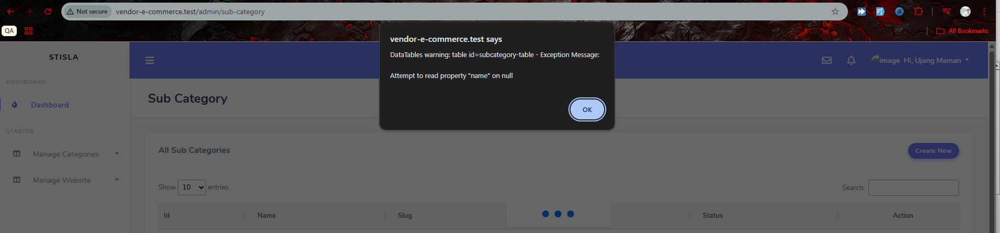 Not secure
vendor-e-commerce.test/admin/sub-category
QA
All Bookmarks
vendor-e-commerce.test says
DataTables warning: table id=subcategory-table - Exception Message:
Attempt to read property "name" on null
OK
STISLA
image Hi, Ujang Maman
DASHBOARD
Dashboard
STARTER
Manage Categories
Manage Website
Sub Category
All Sub Categories
Create New
Show 10 entries
Search:
Id Name Slug Status Action